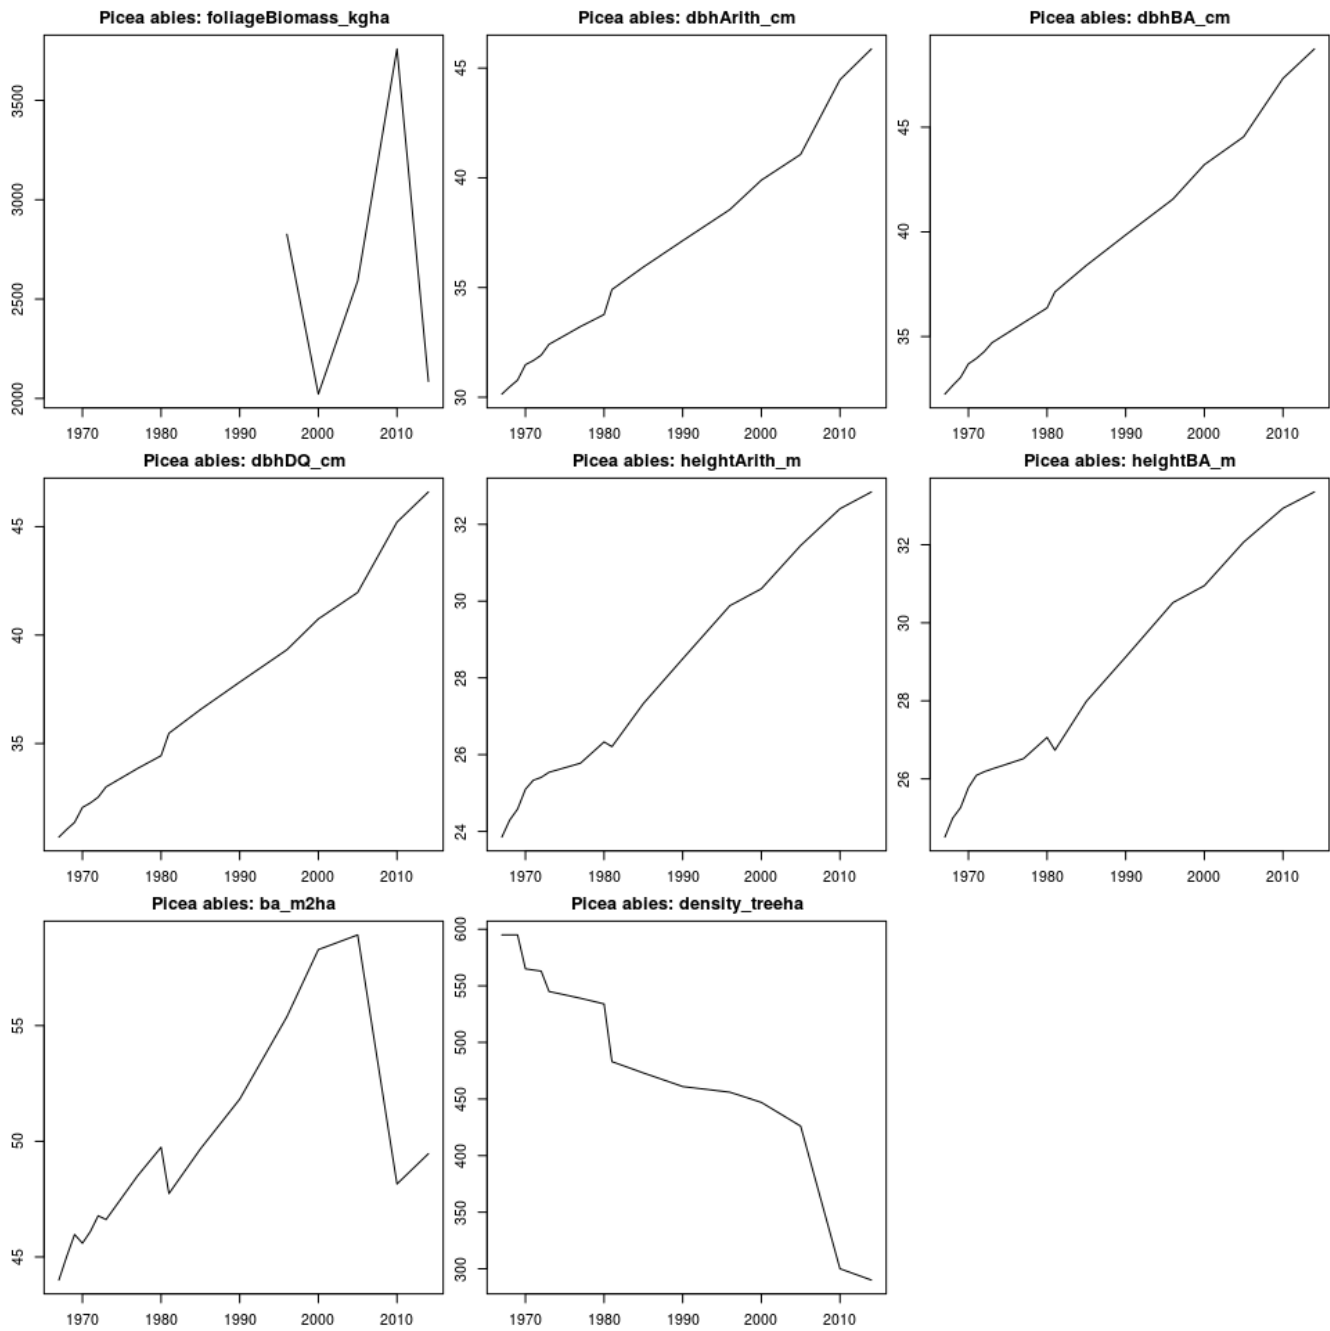 Picea abies: foliageBiomass_kgha
3500
3000
2500
2000
1970 1980 1990 2000 2010
Picea abies: dbhArith_cm
45
40
35
30
1970 1980 1990 2000 2010
Picea abies: dbhBA_cm
45
40
35
1970 1980 1990 2000 2010
Picea abies: dbhDQ_cm
45
40
35
1970 1980 1990 2000 2010
Picea abies: heightArith_m
32
30
28
26
24
1970 1980 1990 2000 2010
Picea abies: heightBA_m
32
30
28
26
1970 1980 1990 2000 2010
Picea abies: ba_m2ha
55
50
45
1970 1980 1990 2000 2010
Picea abies: density_treeha
600
550
500
450
400
350
300
1970 1980 1990 2000 2010